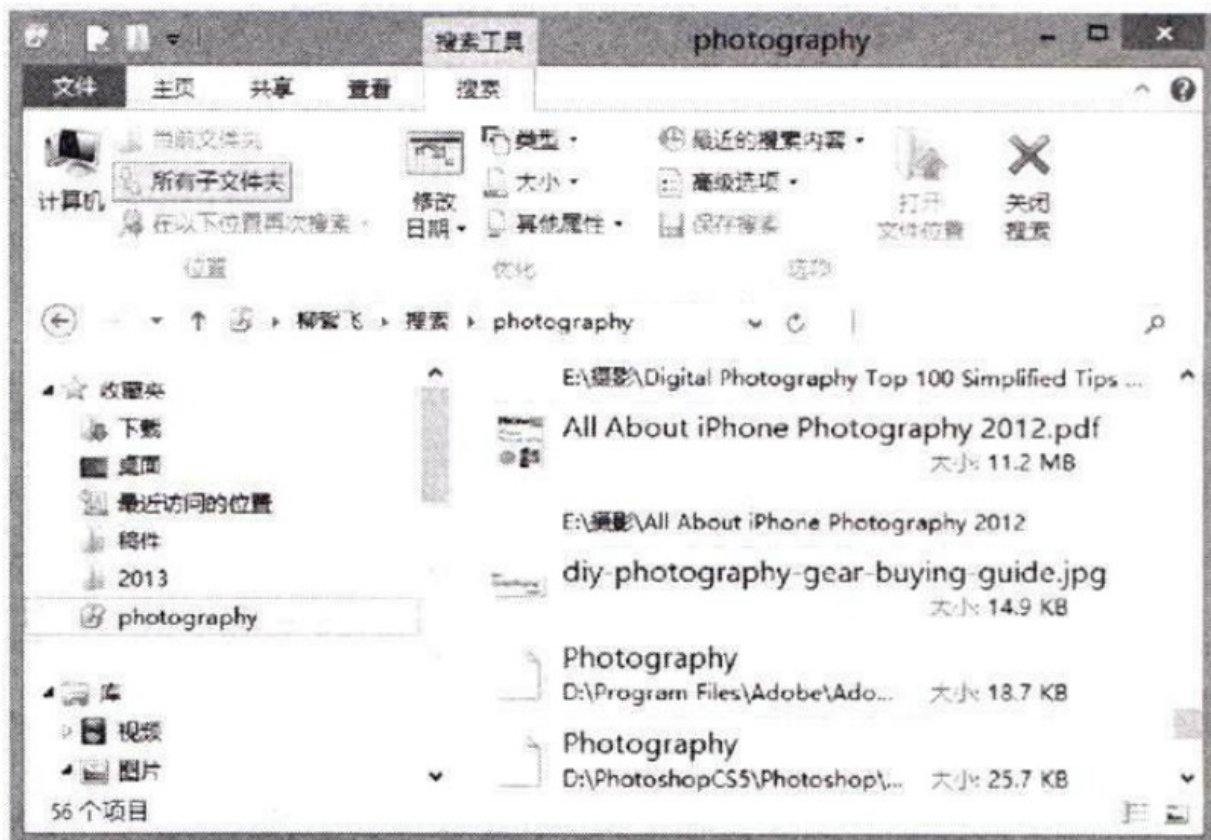 搜索工具 photography
文件 主页 共享 查看 搜索
计算机
当前文件夹
所有子文件夹
在以下位置再次搜索
修改日期
类型
大小
其他属性
最近的搜索内容
高级选项
保存搜索
打开文件位置
关闭搜索
位置 优化 选项
搜索 photography
收藏夹
下载
桌面
最近访问的位置
稿件
2013
photography
库
视频
图片
56 个项目
E:\摄影\Digital Photography Top 100 Simplified Tips ...
All About iPhone Photography 2012.pdf
大小: 11.2 MB
E:\摄影\All About iPhone Photography 2012
diy-photography-gear-buying-guide.jpg
大小: 14.9 KB
Photography
D:\Program Files\Adobe\Ado... 大小: 18.7 KB
Photography
D:\PhotoshopCS5\Photoshop\... 大小: 25.7 KB